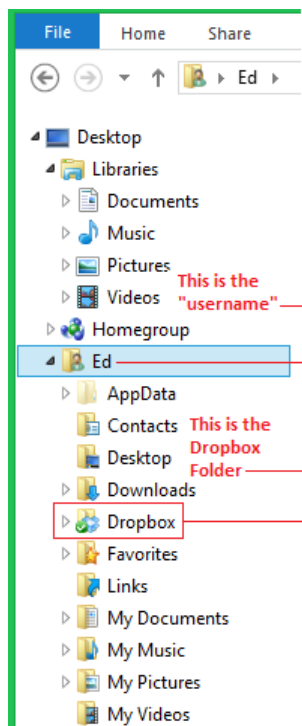 File Home Share
Ed
Desktop
Libraries
Documents
Music
Pictures
This is the
Videos "username"
Homegroup
Ed
AppData
Contacts This is the
Dropbox
Desktop
Folder
Downloads
Dropbox
Favorites
Links
My Documents
My Music
My Pictures
My Videos